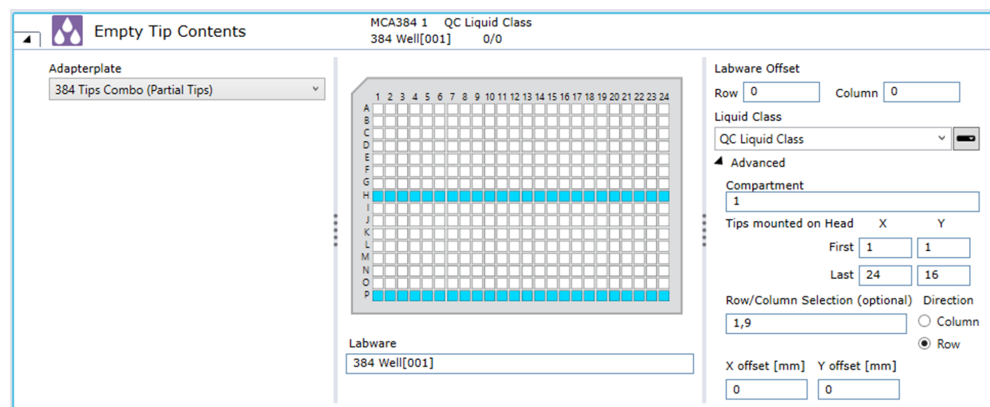 Empty Tip Contents
MCA384 1 QC Liquid Class
384 Well[001] 0/0
Adapterplate
384 Tips Combo (Partial Tips)
1 2 3 4 5 6 7 8 9 10 11 12 13 14 15 16 17 18 19 20 21 22 23 24
A
B
C
D
E
F
G
H
I
J
K
L
M
N
O
P
Labware
384 Well[001]
Labware Offset
Row 0 Column 0
Liquid Class
QC Liquid Class
Advanced
Compartment
1
Tips mounted on Head X Y
First 1 1
Last 24 16
Row/Column Selection (optional) Direction
1,9 Column
Row
X offset [mm] Y offset [mm]
0 0